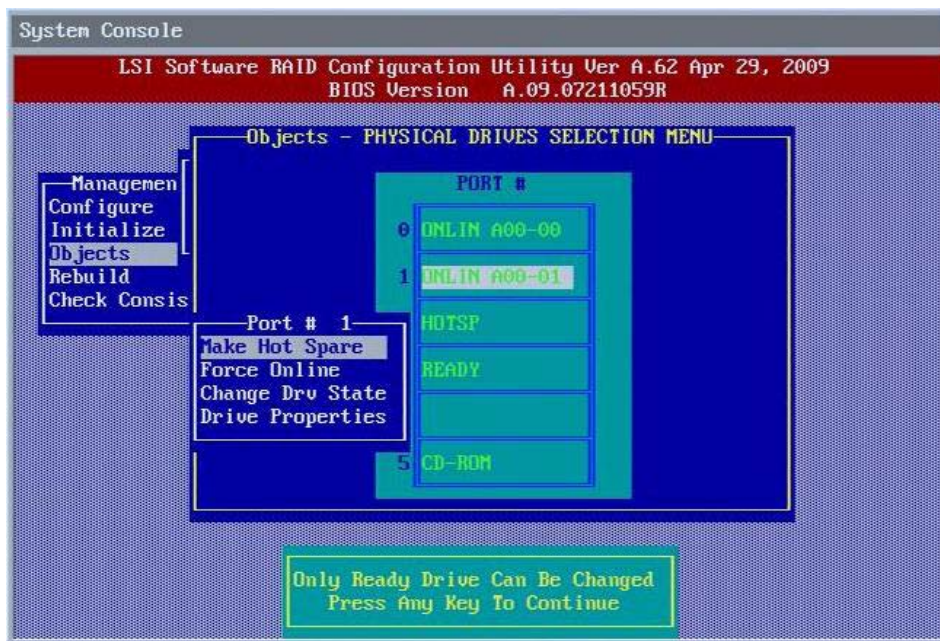 System Console
LSI Software RAID Configuration Utility Ver A.62 Apr 29, 2009
BIOS Version A.09.07211059R
Objects - PHYSICAL DRIVES SELECTION MENU
Managemen
Configure
Initialize
Objects
Rebuild
Check Consis
PORT #
0 ONLIN A00-00
1 ONLIN A00-01
HOTSP
READY
5 CD-ROM
Port # 1
Make Hot Spare
Force Online
Change Drv State
Drive Properties
Only Ready Drive Can Be Changed
Press Any Key To Continue